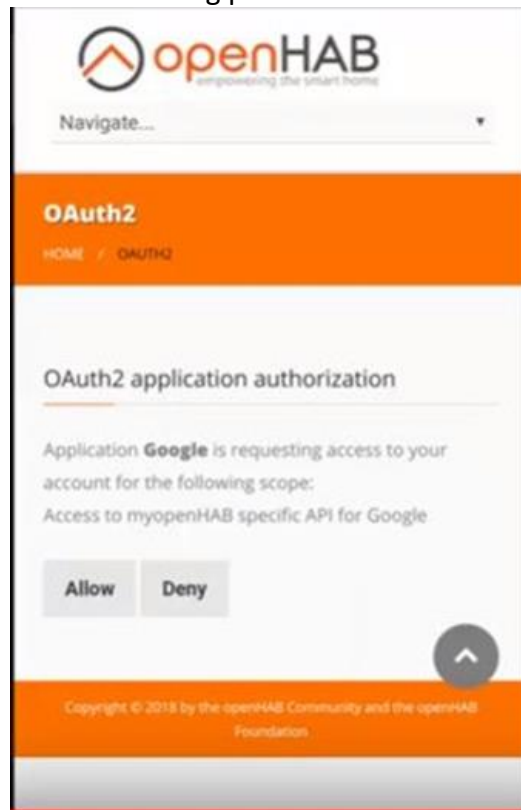 openHAB
empowering the smart home
Navigate...
OAuth2
HOME / OAUTH2
OAuth2 application authorization
Application Google is requesting access to your
account for the following scope:
Access to myopenHAB specific API for Google
Allow Deny
Copyright © 2018 by the openHAB Community and the openHAB
Foundation